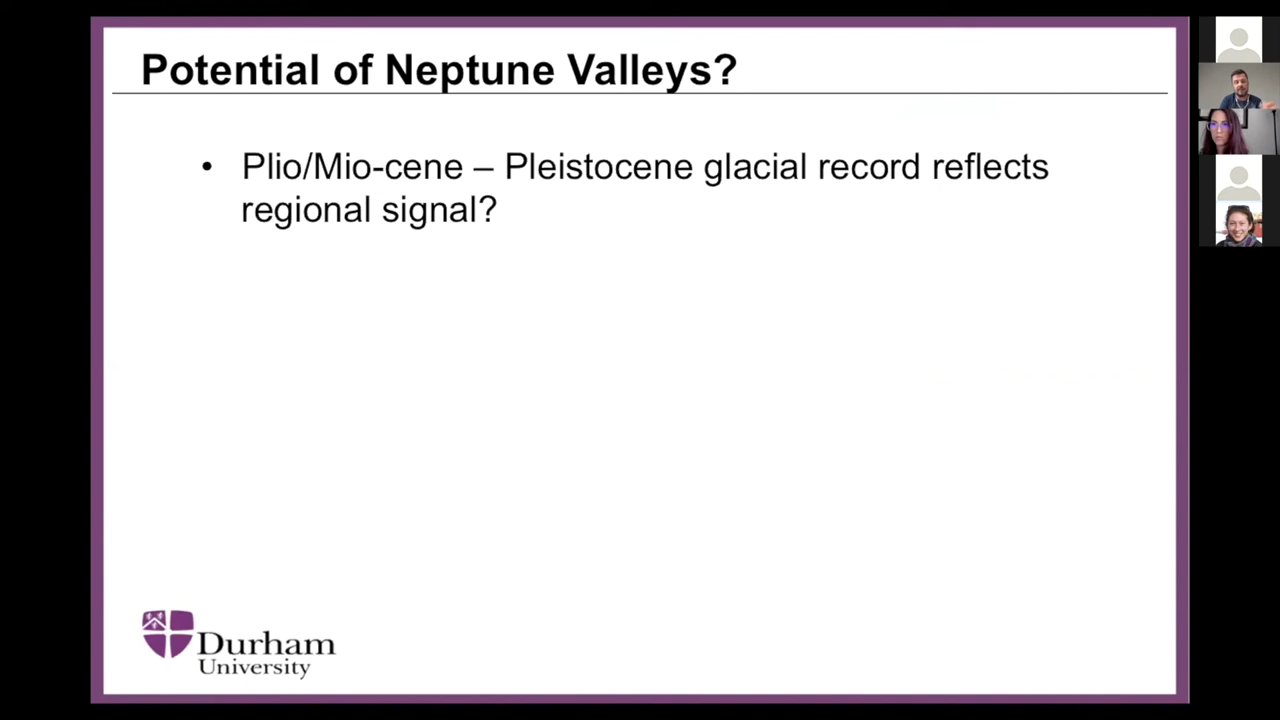 Potential of Neptune Valleys?
• Plio/Mio-cene – Pleistocene glacial record reflects
regional signal?
Durham
University